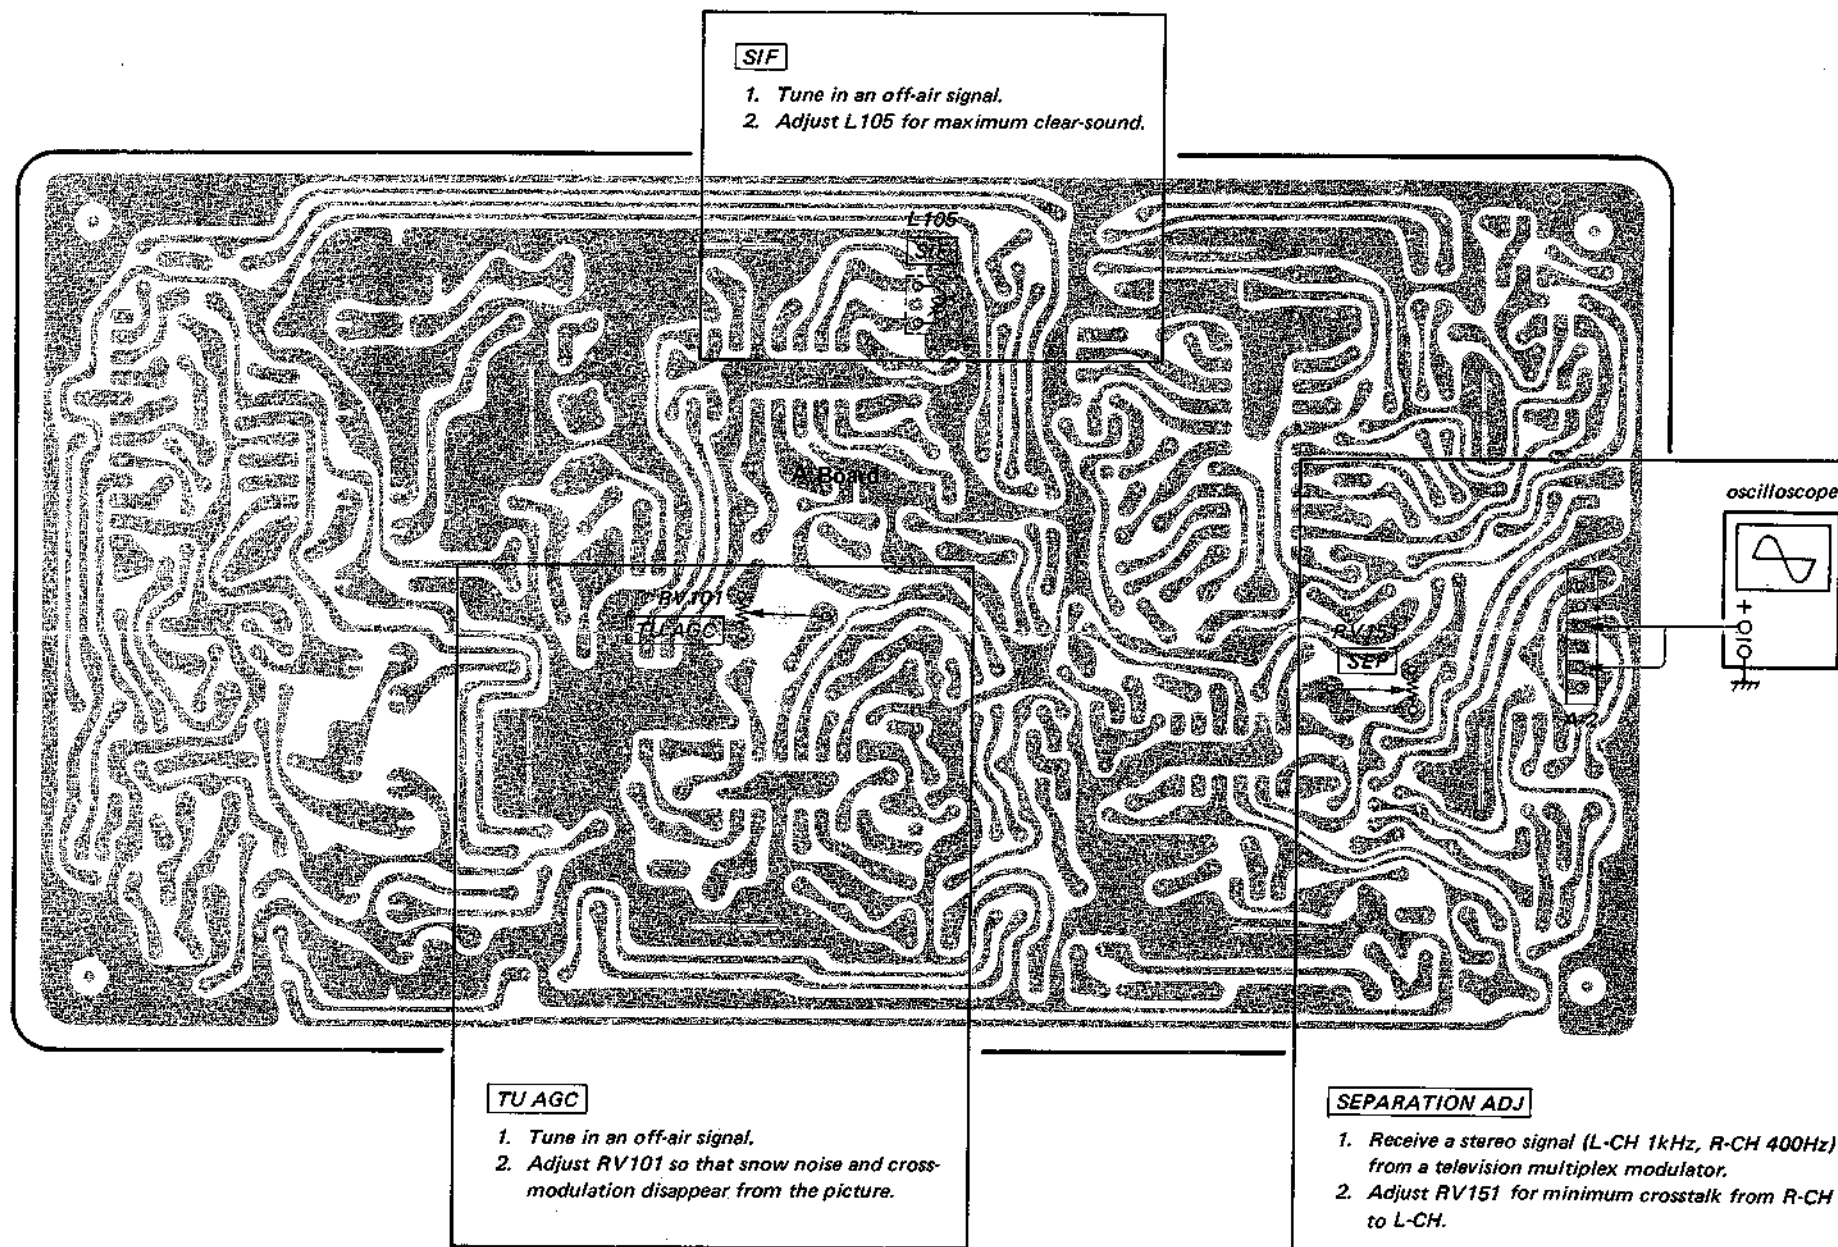 SIF
1. Tune in an off-air signal.
2. Adjust L105 for maximum clear-sound.
L105
SIF
A Board
oscilloscope
RV101
TU AGC
RV151
SEP
A-2
TU AGC
1. Tune in an off-air signal.
2. Adjust RV101 so that snow noise and cross-
modulation disappear from the picture.
SEPARATION ADJ
1. Receive a stereo signal (L-CH 1kHz, R-CH 400Hz)
from a television multiplex modulator.
2. Adjust RV151 for minimum crosstalk from R-CH
to L-CH.